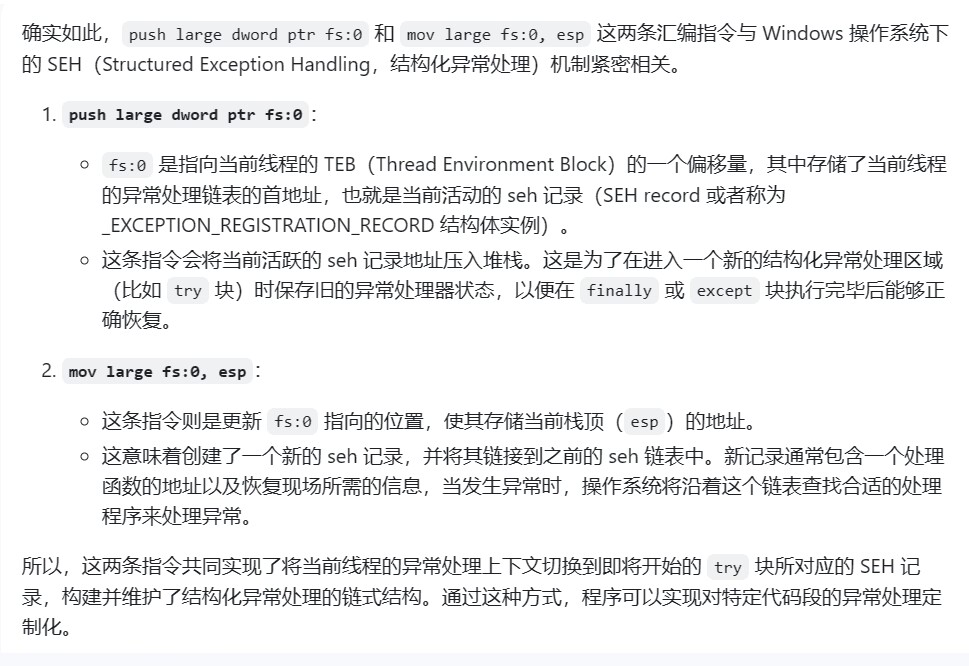 确实如此， push large dword ptr fs:0 和 mov large fs:0, esp 这两条汇编指令与 Windows 操作系统下
的 SEH（Structured Exception Handling，结构化异常处理）机制紧密相关。
1. push large dword ptr fs:0：
○ fs:0 是指向当前线程的 TEB（Thread Environment Block）的一个偏移量，其中存储了当前线程
的异常处理链表的首地址，也就是当前活动的 seh 记录（SEH record 或者称为
_EXCEPTION_REGISTRATION_RECORD 结构体实例）。
○ 这条指令会将当前活跃的 seh 记录地址压入堆栈。这是为了在进入一个新的结构化异常处理区域
（比如 try 块）时保存旧的异常处理器状态，以便在 finally 或 except 块执行完毕后能够正
确恢复。
2. mov large fs:0, esp：
○ 这条指令则是更新 fs:0 指向的位置，使其存储当前栈顶（esp）的地址。
○ 这意味着创建了一个新的 seh 记录，并将其链接到之前的 seh 链表中。新记录通常包含一个处理
函数的地址以及恢复现场所需的信息，当发生异常时，操作系统将沿着这个链表查找合适的处理
程序来处理异常。
所以，这两条指令共同实现了将当前线程的异常处理上下文切换到即将开始的 try 块所对应的 SEH 记
录，构建并维护了结构化异常处理的链式结构。通过这种方式，程序可以实现对特定代码段的异常处理定
制化。